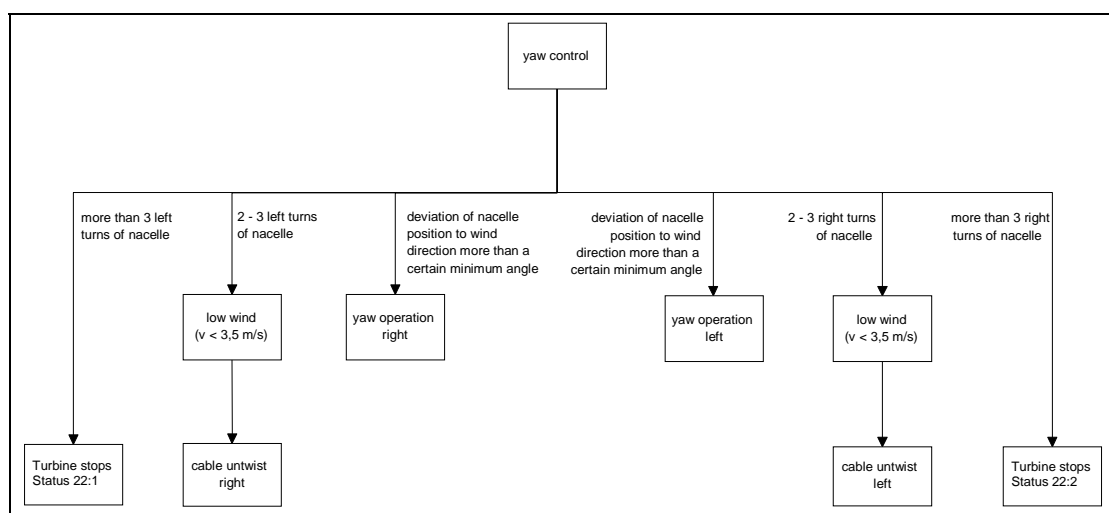 yaw control
more than 3 left
turns of nacelle
2 - 3 left turns
of nacelle
deviation of nacelle
position to wind
direction more than a
certain minimum angle
deviation of nacelle
position to wind
direction more than a
certain minimum angle
2 - 3 right turns
of nacelle
more than 3 right
turns of nacelle
low wind
(v < 3,5 m/s)
yaw operation
right
yaw operation
left
low wind
(v < 3,5 m/s)
Turbine stops
Status 22:1
cable untwist
right
cable untwist
left
Turbine stops
Status 22:2